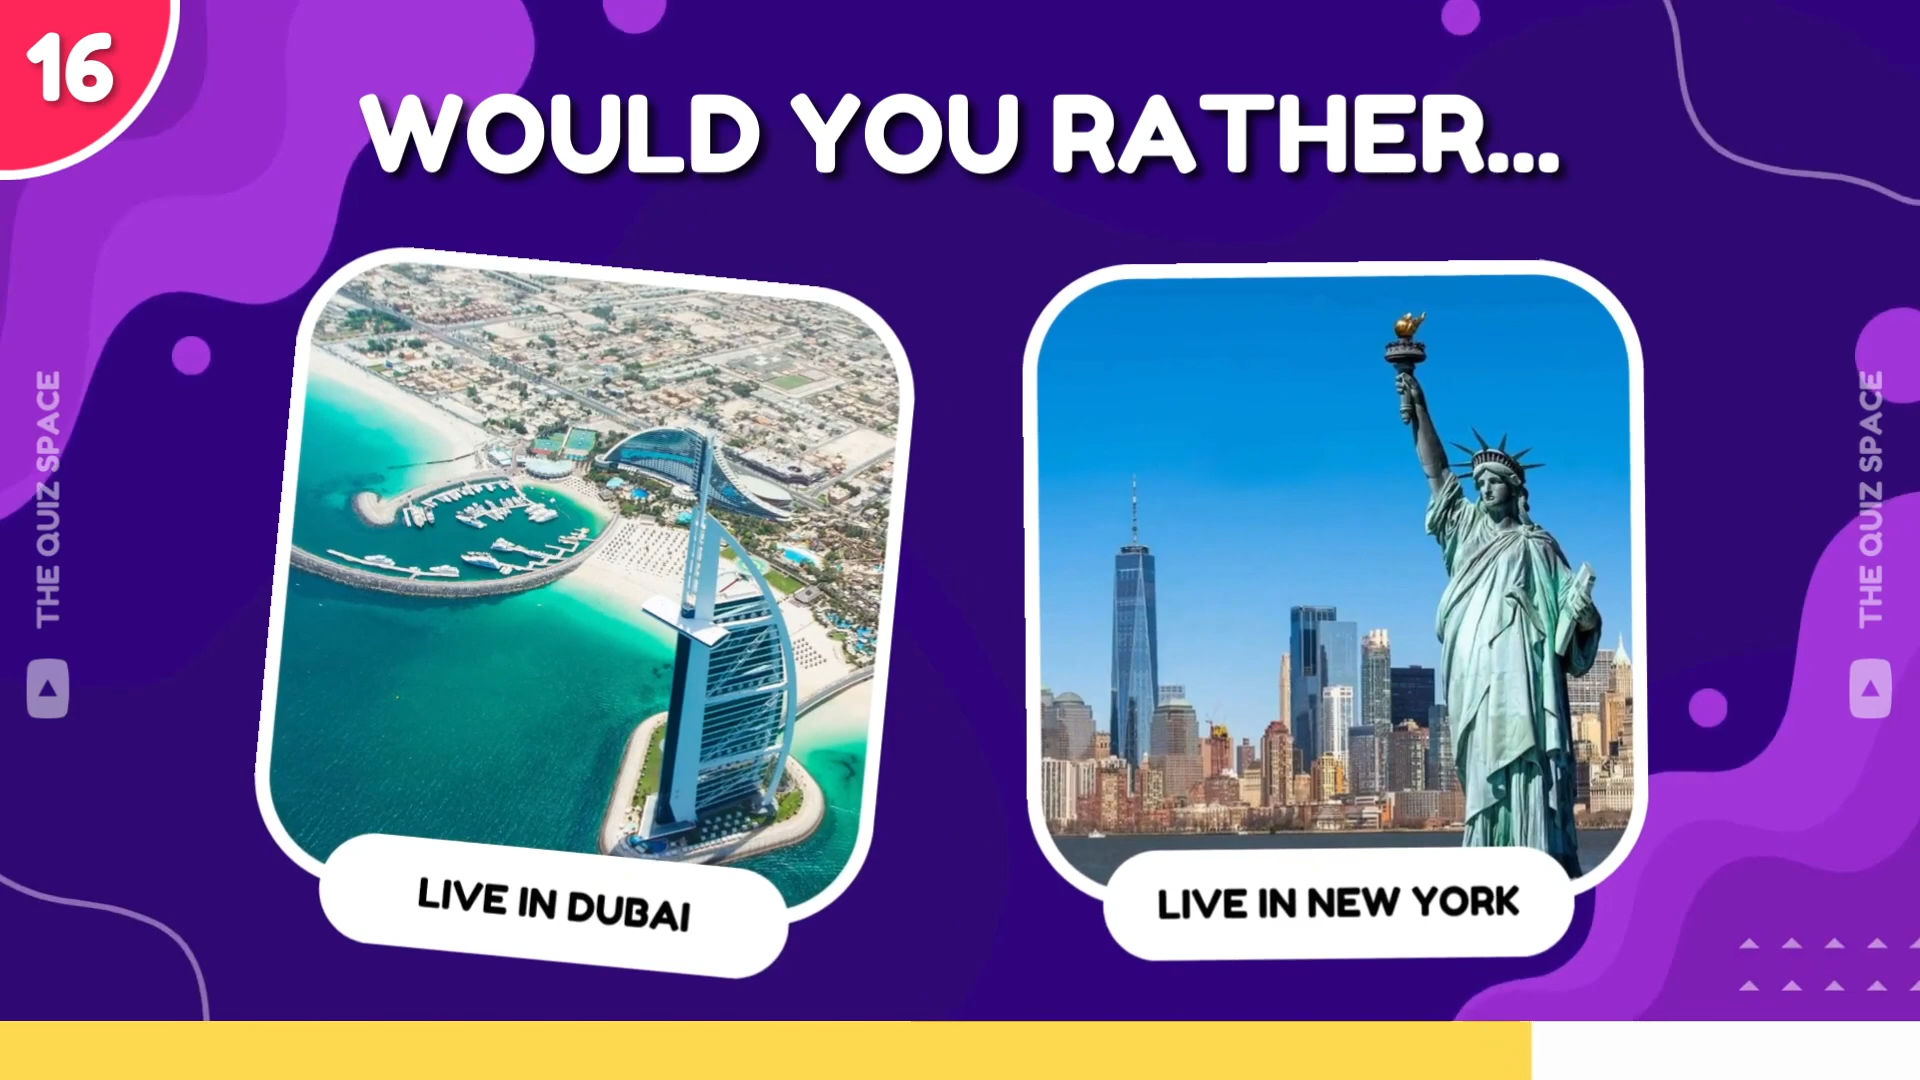 16
WOULD YOU RATHER...
THE QUIZ SPACE
THE QUIZ SPACE
LIVE IN DUBAI
LIVE IN NEW YORK